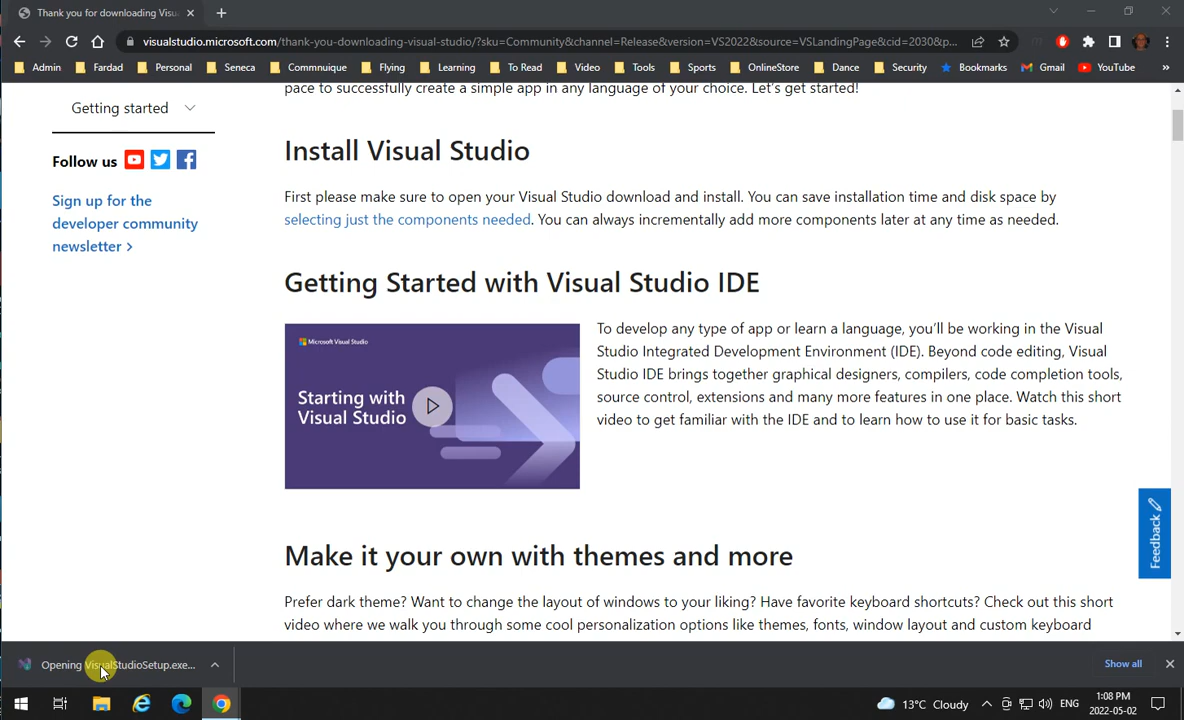 Thank you for downloading Visu
visualstudio.microsoft.com/thank-you-downloading-visual-studio/?sku=Community&channel=Release&version=VS2022&source=VSLandingPage&cid=2030&p...
Admin Fardad Personal Seneca Commnuique Flying Learning To Read Video Tools Sports OnlineStore Dance Security Bookmarks Gmail YouTube »
pace to successfully create a simple app in any language of your choice. Let's get started!
Getting started
Follow us
Sign up for the
developer community
newsletter >
Install Visual Studio
First please make sure to open your Visual Studio download and install. You can save installation time and disk space by
selecting just the components needed. You can always incrementally add more components later at any time as needed.
Getting Started with Visual Studio IDE
Microsoft Visual Studio
Starting with
Visual Studio
To develop any type of app or learn a language, you'll be working in the Visual
Studio Integrated Development Environment (IDE). Beyond code editing, Visual
Studio IDE brings together graphical designers, compilers, code completion tools,
source control, extensions and many more features in one place. Watch this short
video to get familiar with the IDE and to learn how to use it for basic tasks.
Feedback
Make it your own with themes and more
Prefer dark theme? Want to change the layout of windows to your liking? Have favorite keyboard shortcuts? Check out this short
video where we walk you through some cool personalization options like themes, fonts, window layout and custom keyboard
Opening VisualStudioSetup.exe...
Show all
13°C Cloudy
ENG
1:08 PM
2022-05-02